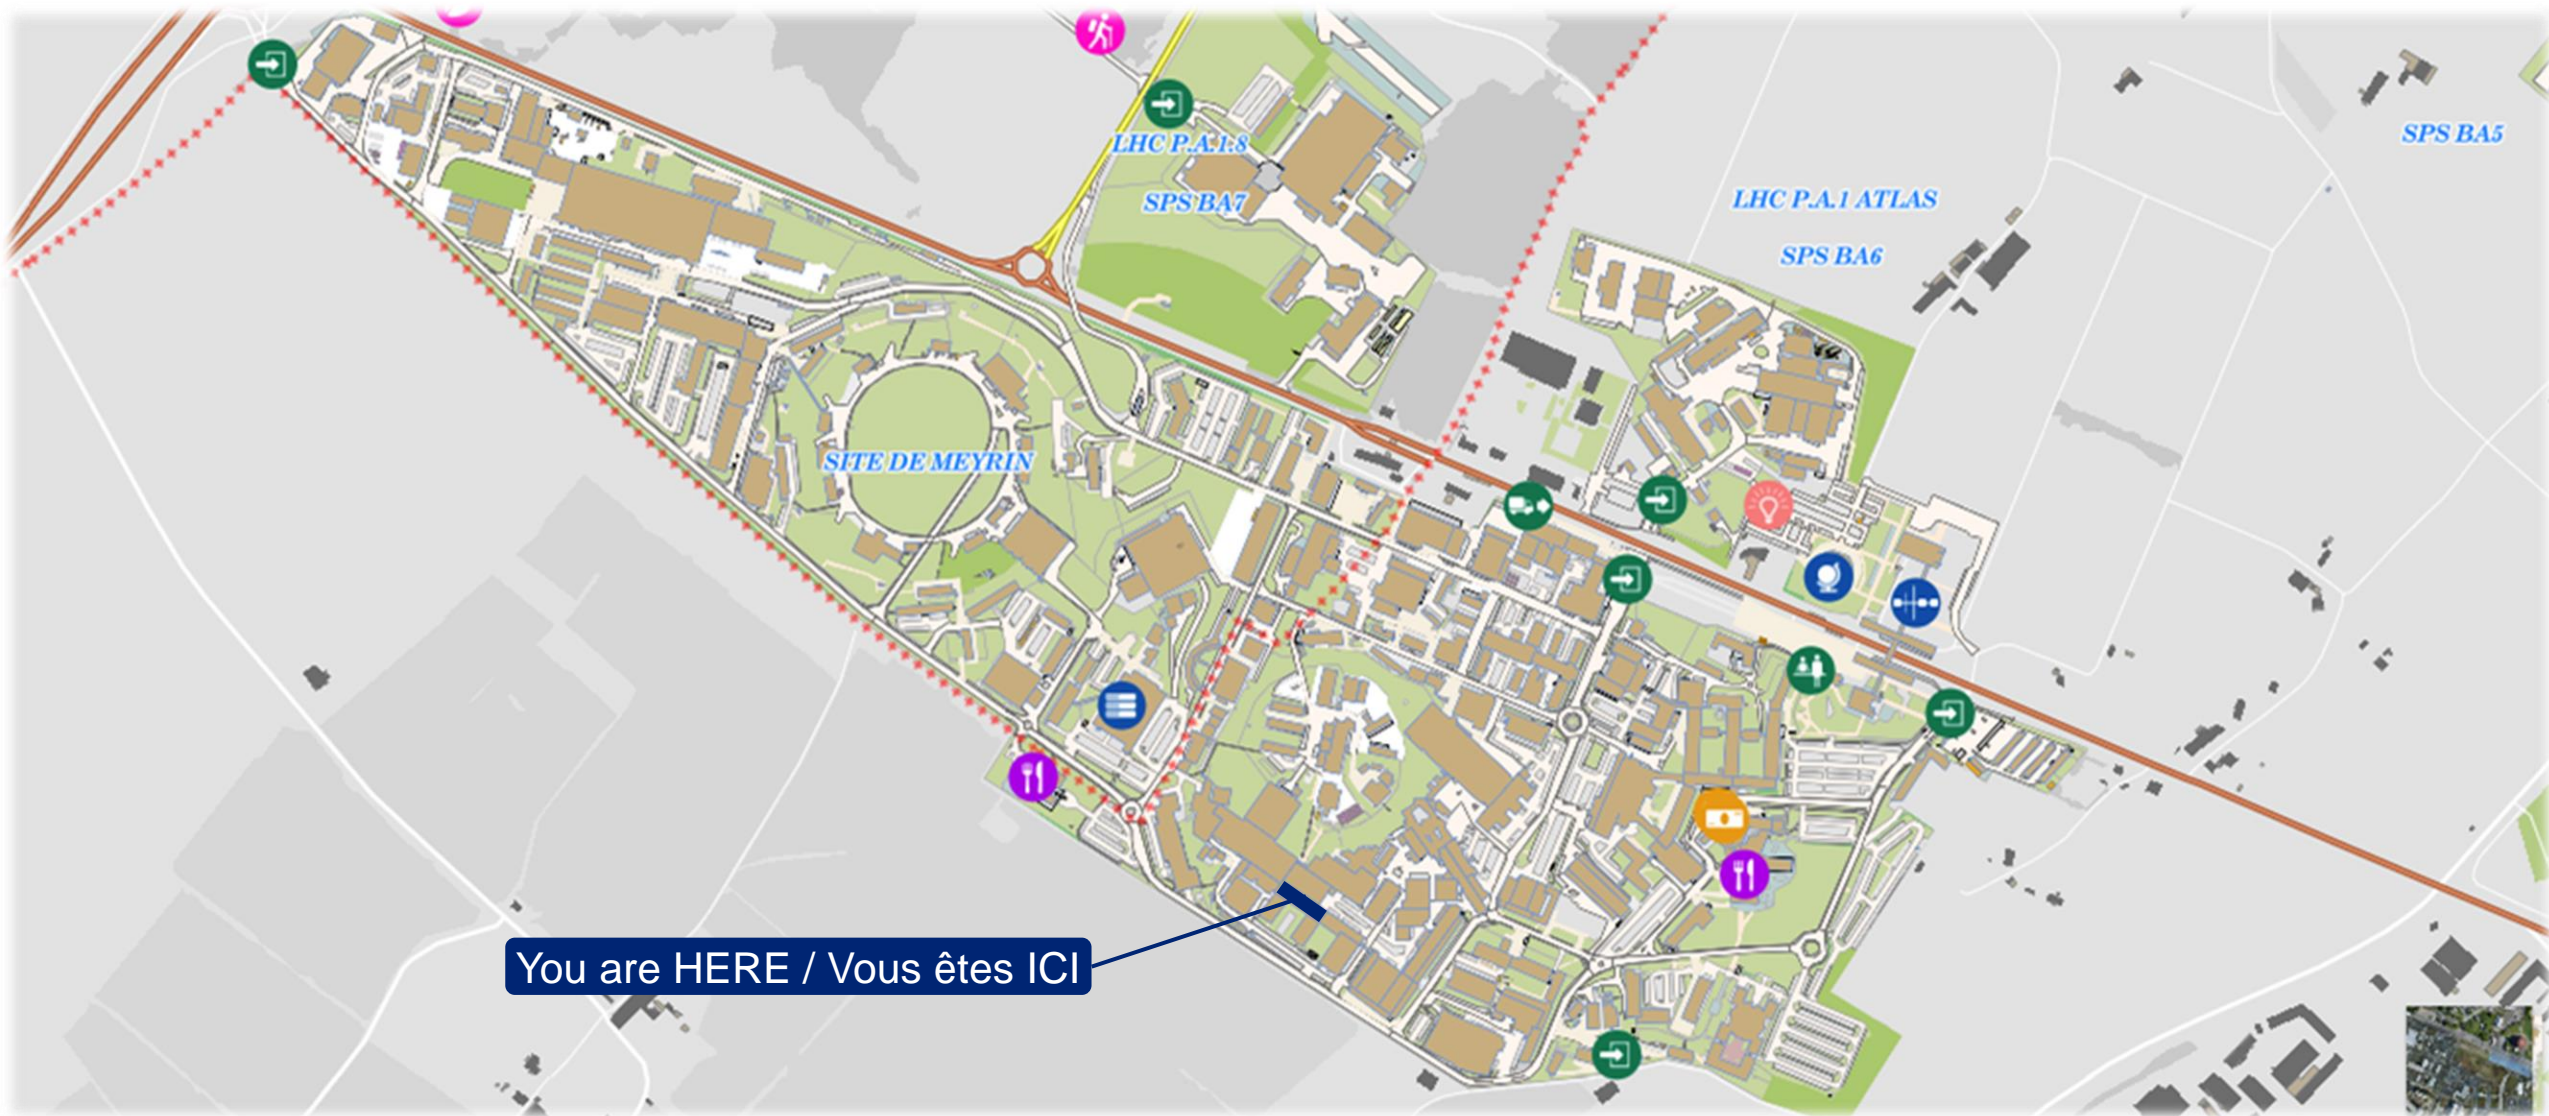 LHC P.A.1.8
SPS BA7
LHC P.A.1 ATLAS
SPS BA6
SPS BA5
SITE DE MEYRIN
You are HERE / Vous êtes ICI